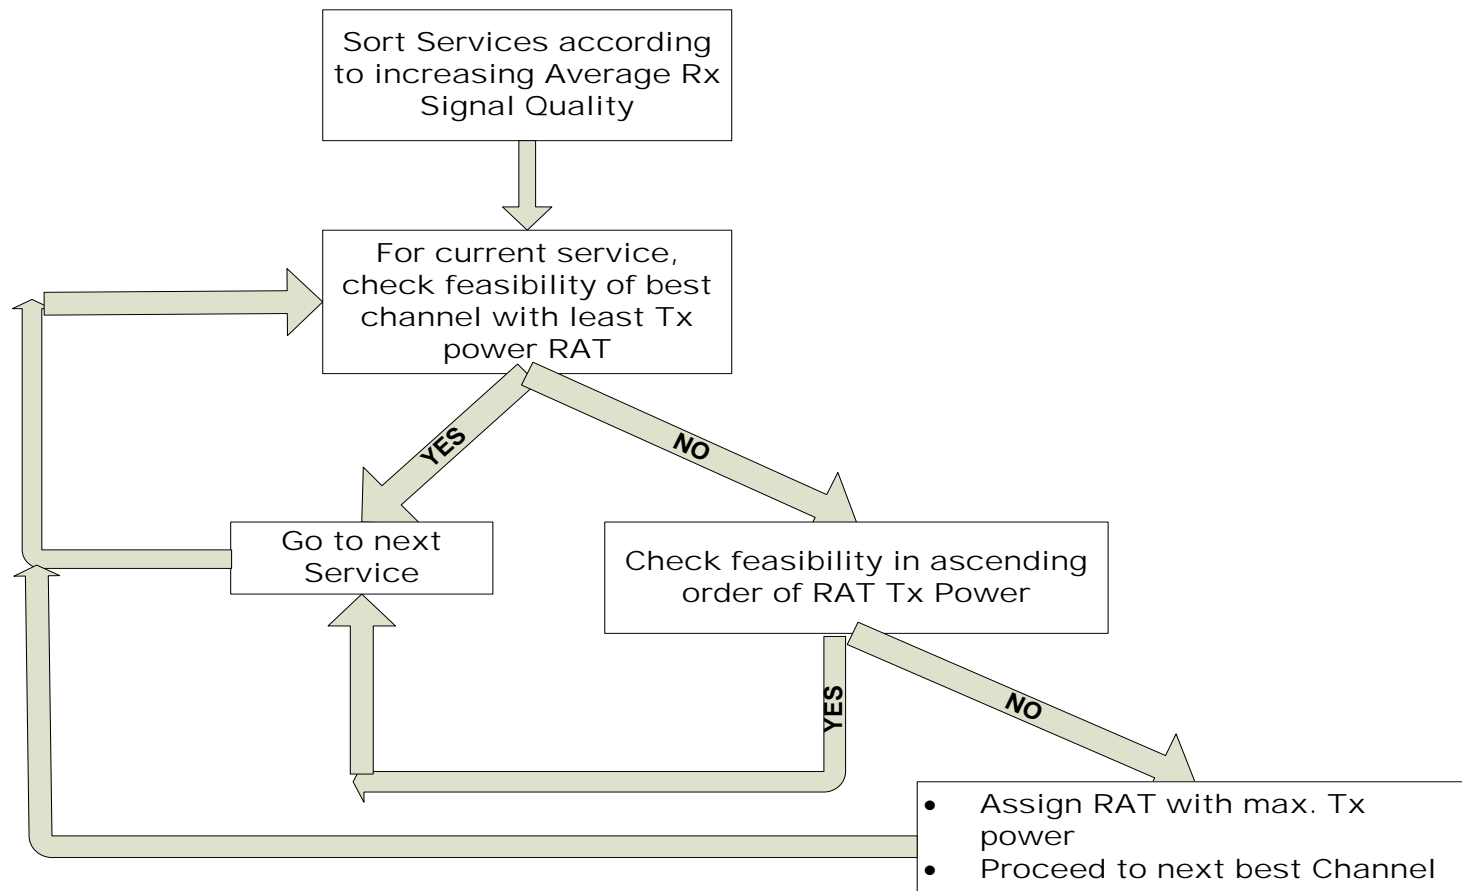 Sort Services according
to increasing Average Rx
Signal Quality
For current service,
check feasibility of best
channel with least Tx
power RAT
YES
NO
Go to next
Service
Check feasibility in ascending
order of RAT Tx Power
YES
NO
• Assign RAT with max. Tx
power
• Proceed to next best Channel